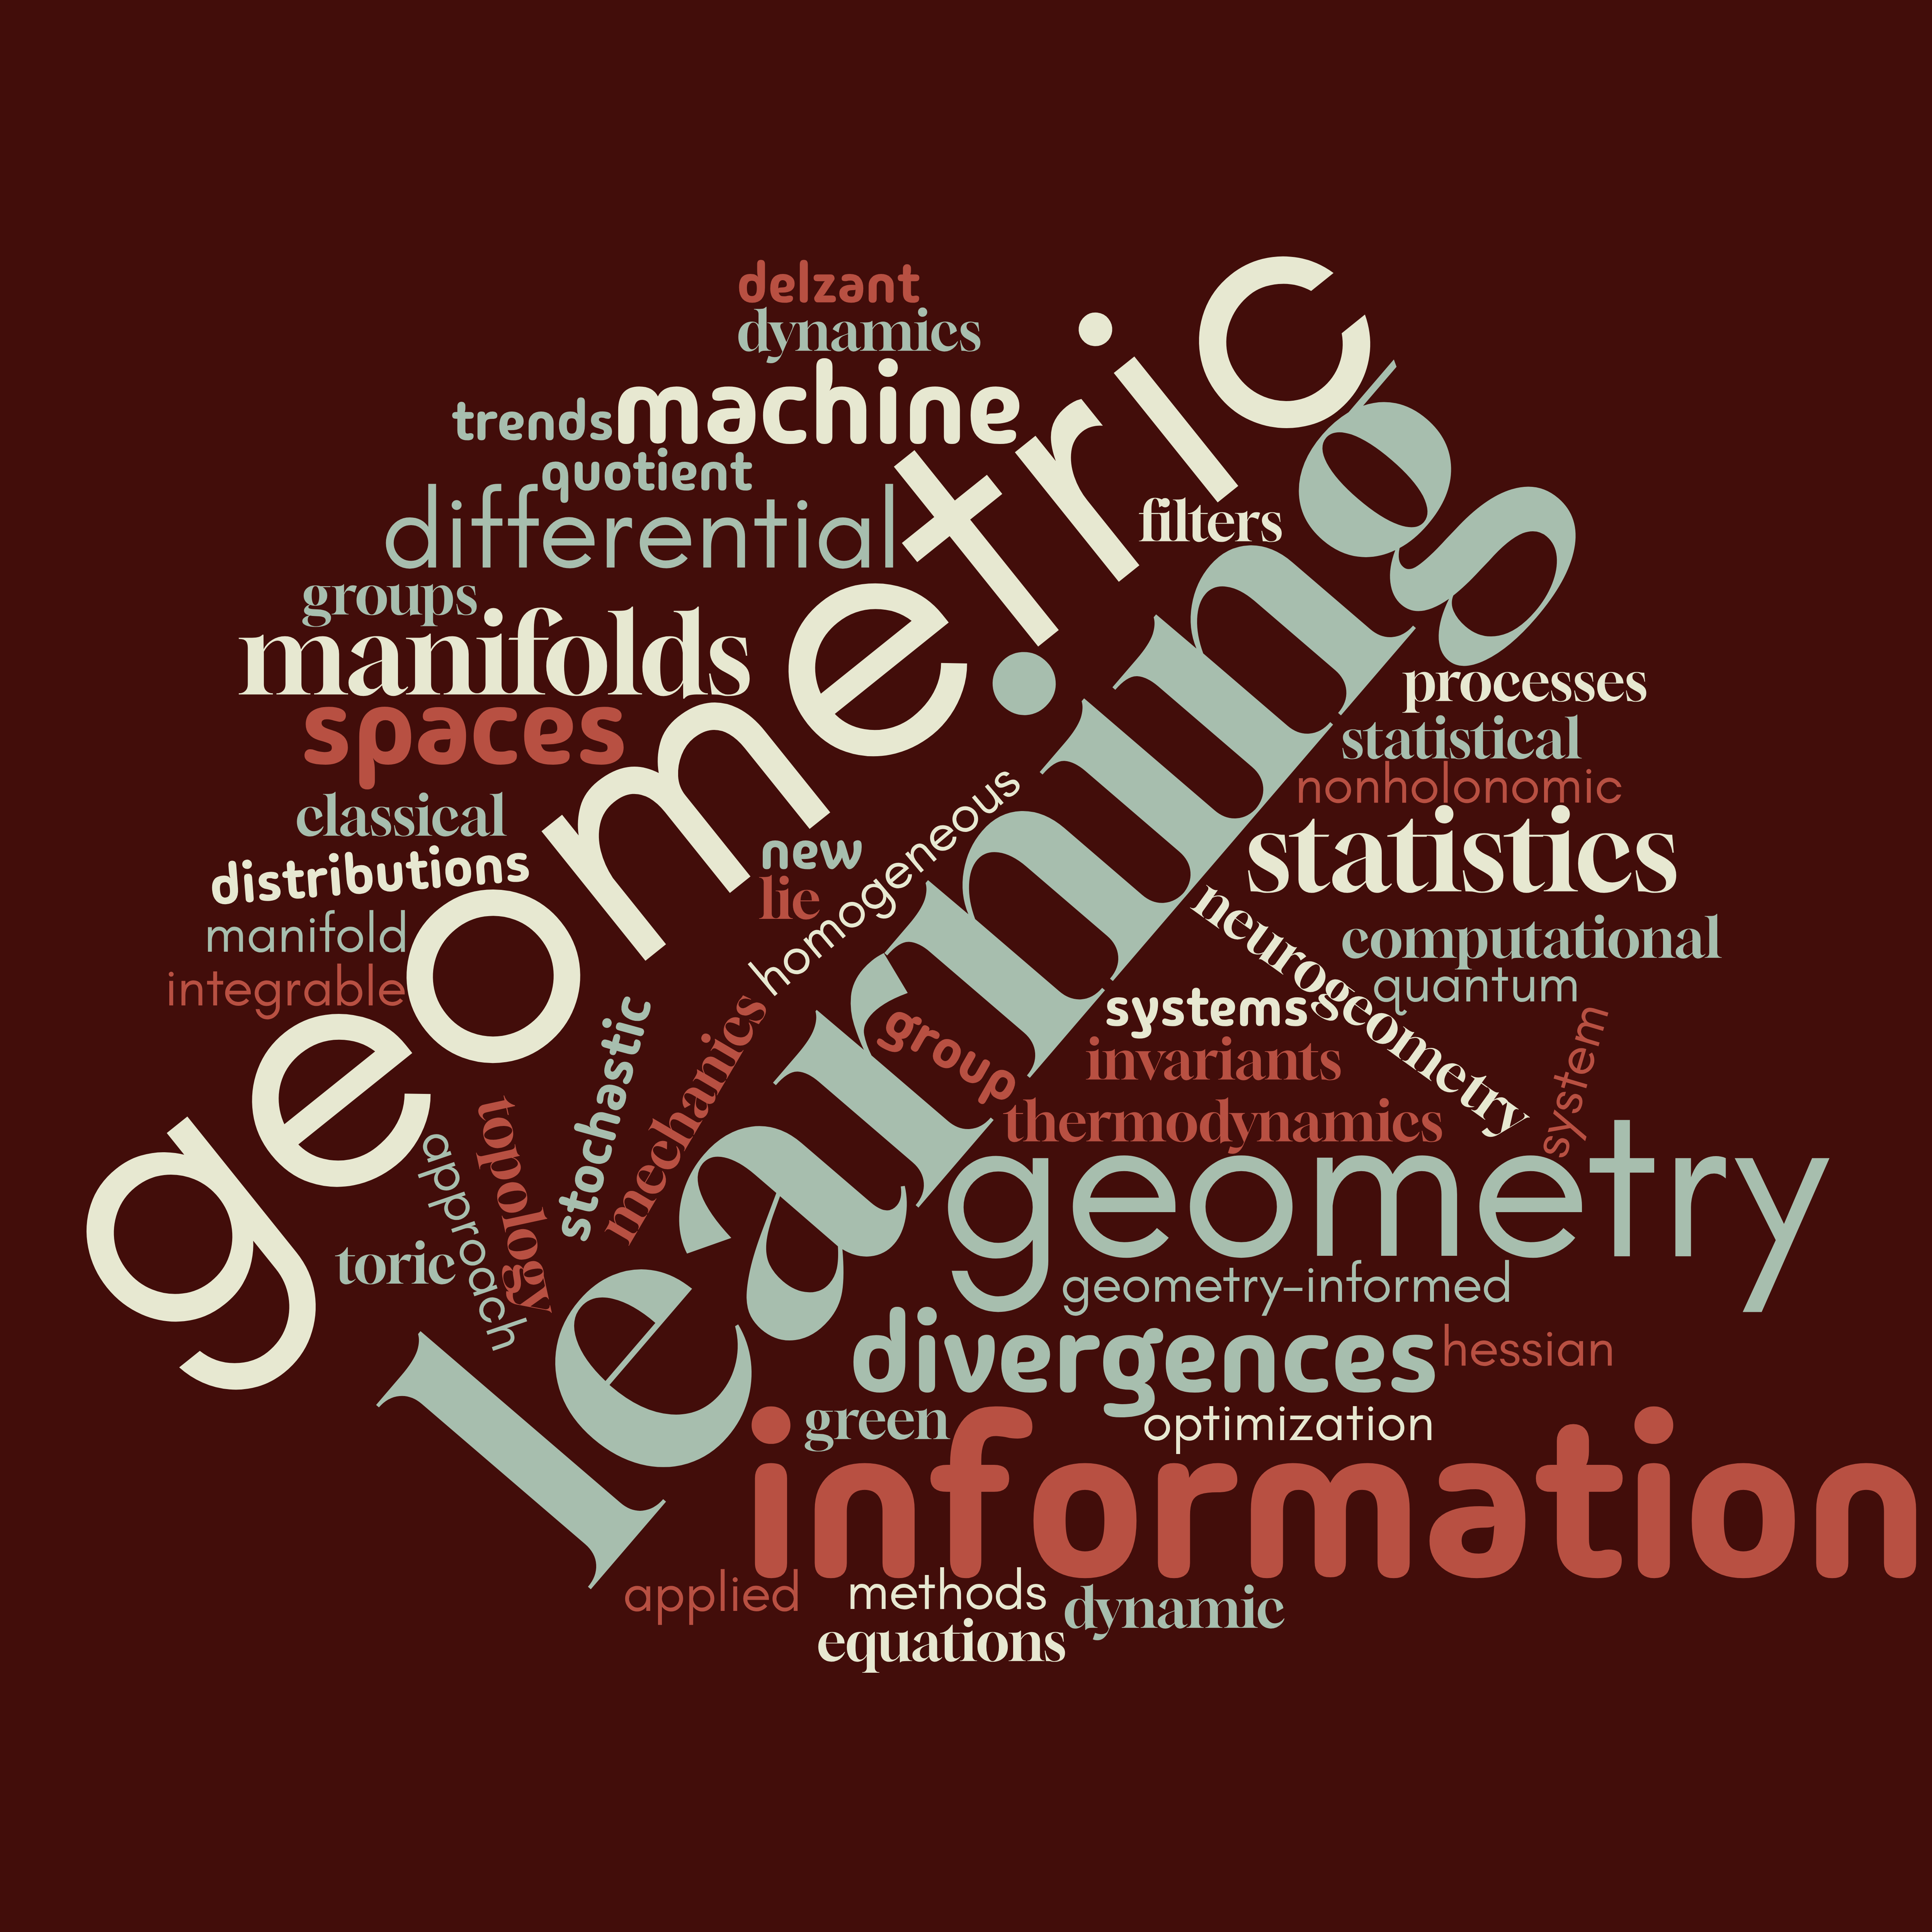 delzant
dynamics
trends
machine
geometric
quotient
differential
filters
learning
groups
manifolds
spaces
processes
statistical
nonholonomic
classical
statistics
distributions
new
lie
homogeneous
manifold
integrable
neurogeometry
computational
quantum
systems
group
invariants
system
stochastic
mechanics
topology
approach
thermodynamics
geometry
toric
geometry-informed
divergences
hessian
green
optimization
information
applied
methods
dynamic
equations